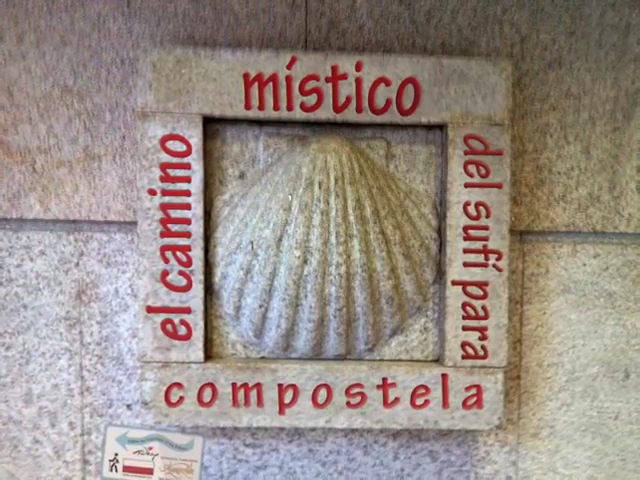 el camino
místico
del sufí para
compostela